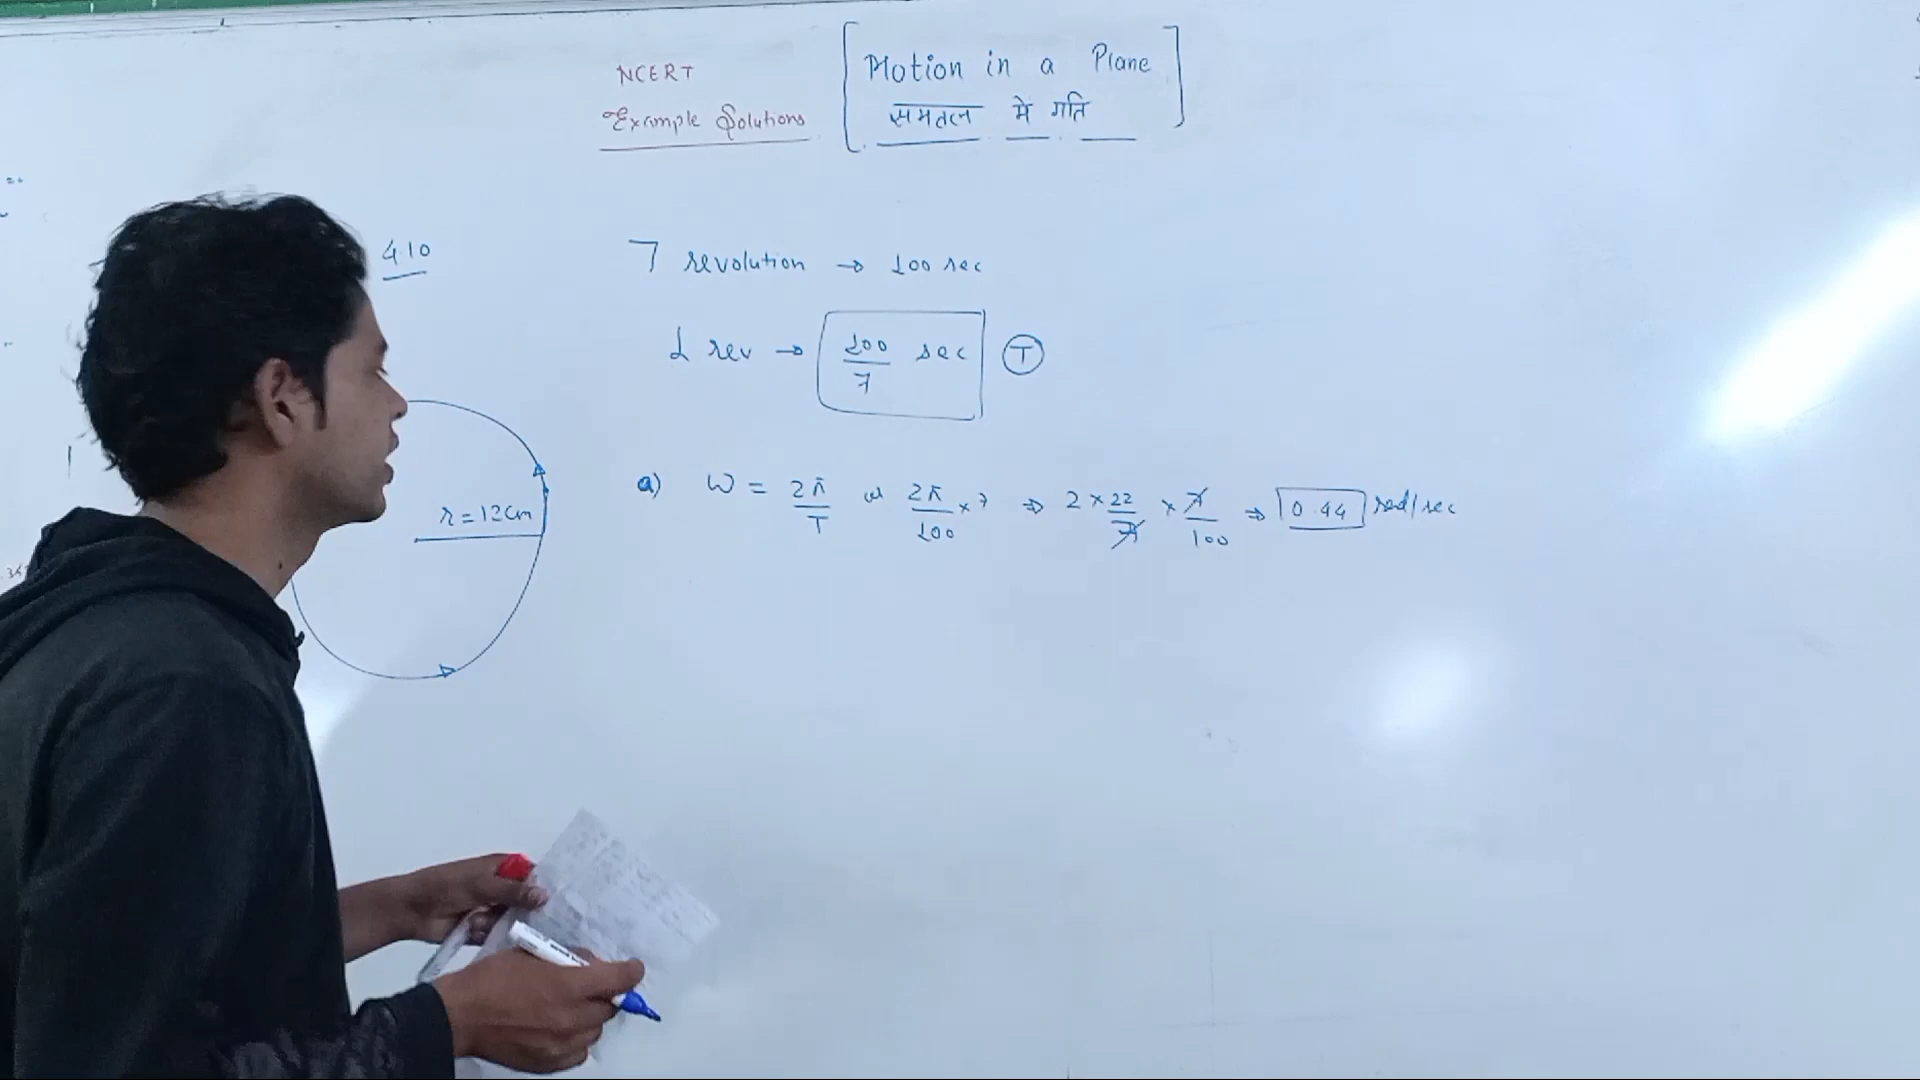 NCERT
Example Solutions
Motion in a Plane
समतल में गति
4.10
7 revolution → 100 sec
1 rev → 100/7 sec (T)
r = 12cm
a) ω = 2π/T or 2π/100 × 7 ⇒ 2 × 22/7 × 7/100 ⇒ 0.44 rad/sec